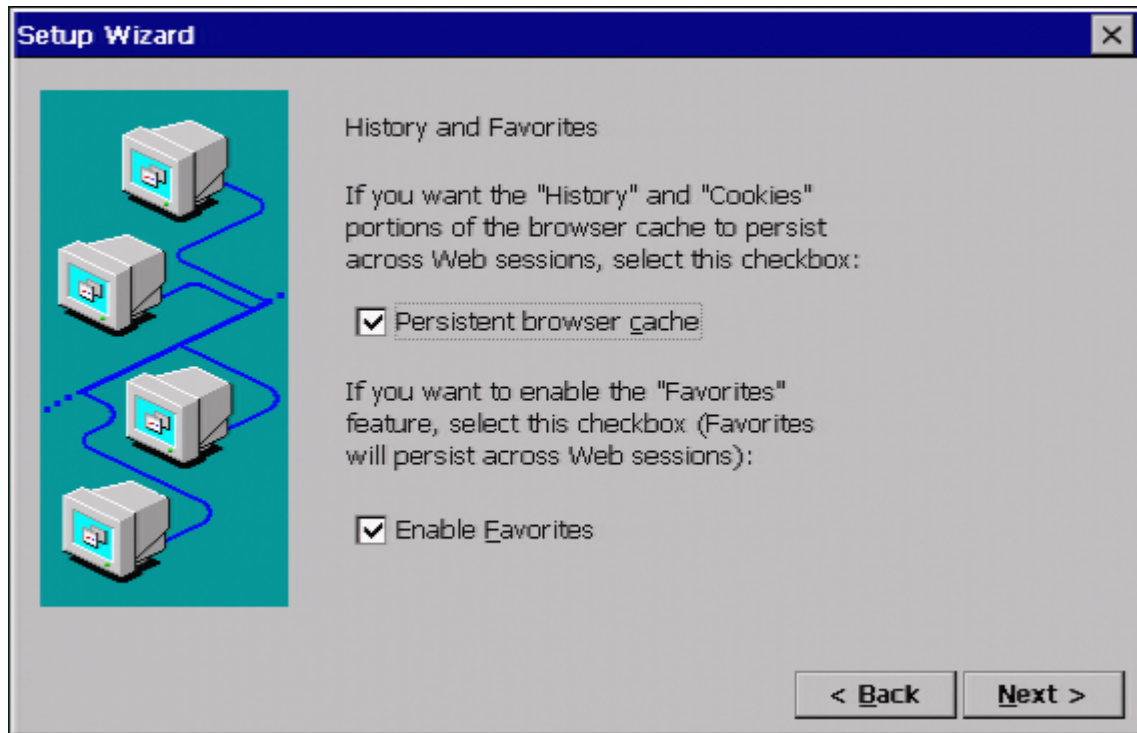 Setup Wizard
History and Favorites
If you want the "History" and "Cookies"
portions of the browser cache to persist
across Web sessions, select this checkbox:
Persistent browser cache
If you want to enable the "Favorites"
feature, select this checkbox (Favorites
will persist across Web sessions):
Enable Favorites
< Back
Next >